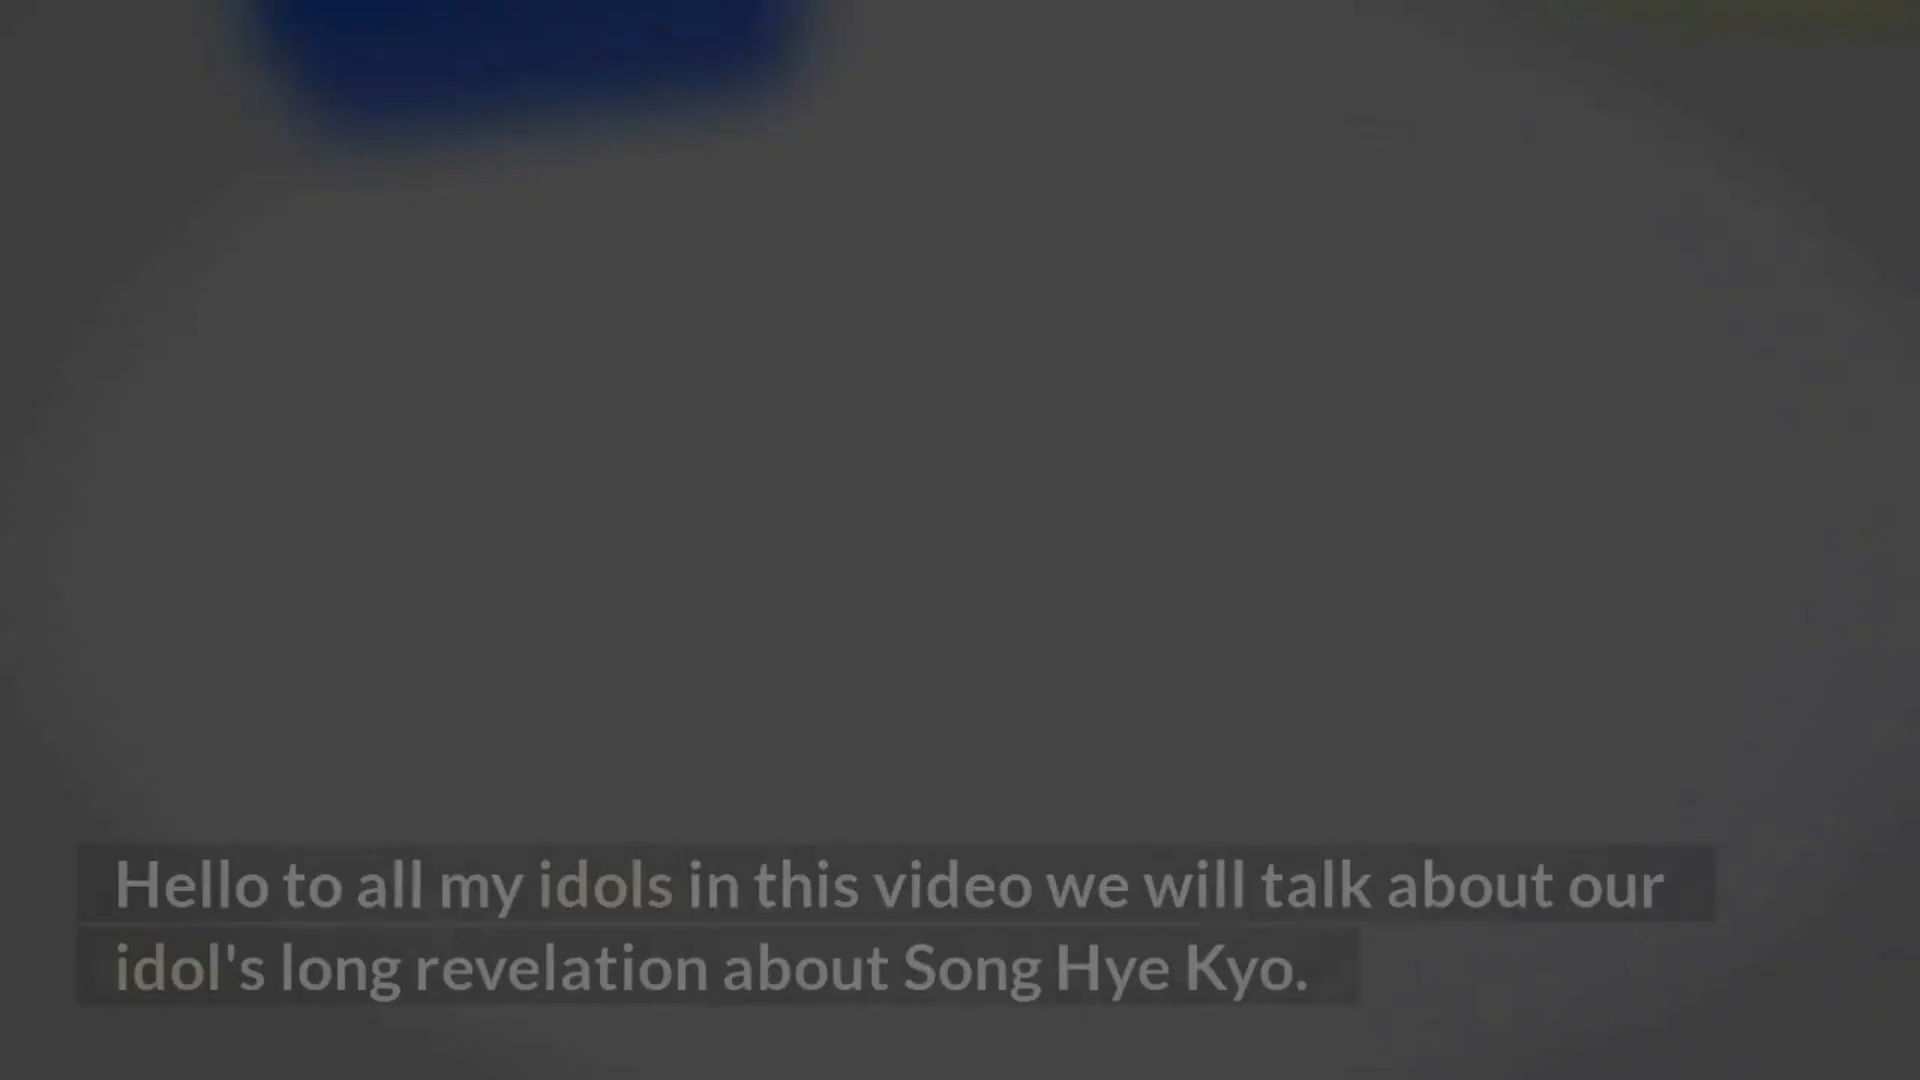 Hello to all my idols in this video we will talk about our
idol's long revelation about Song Hye Kyo.